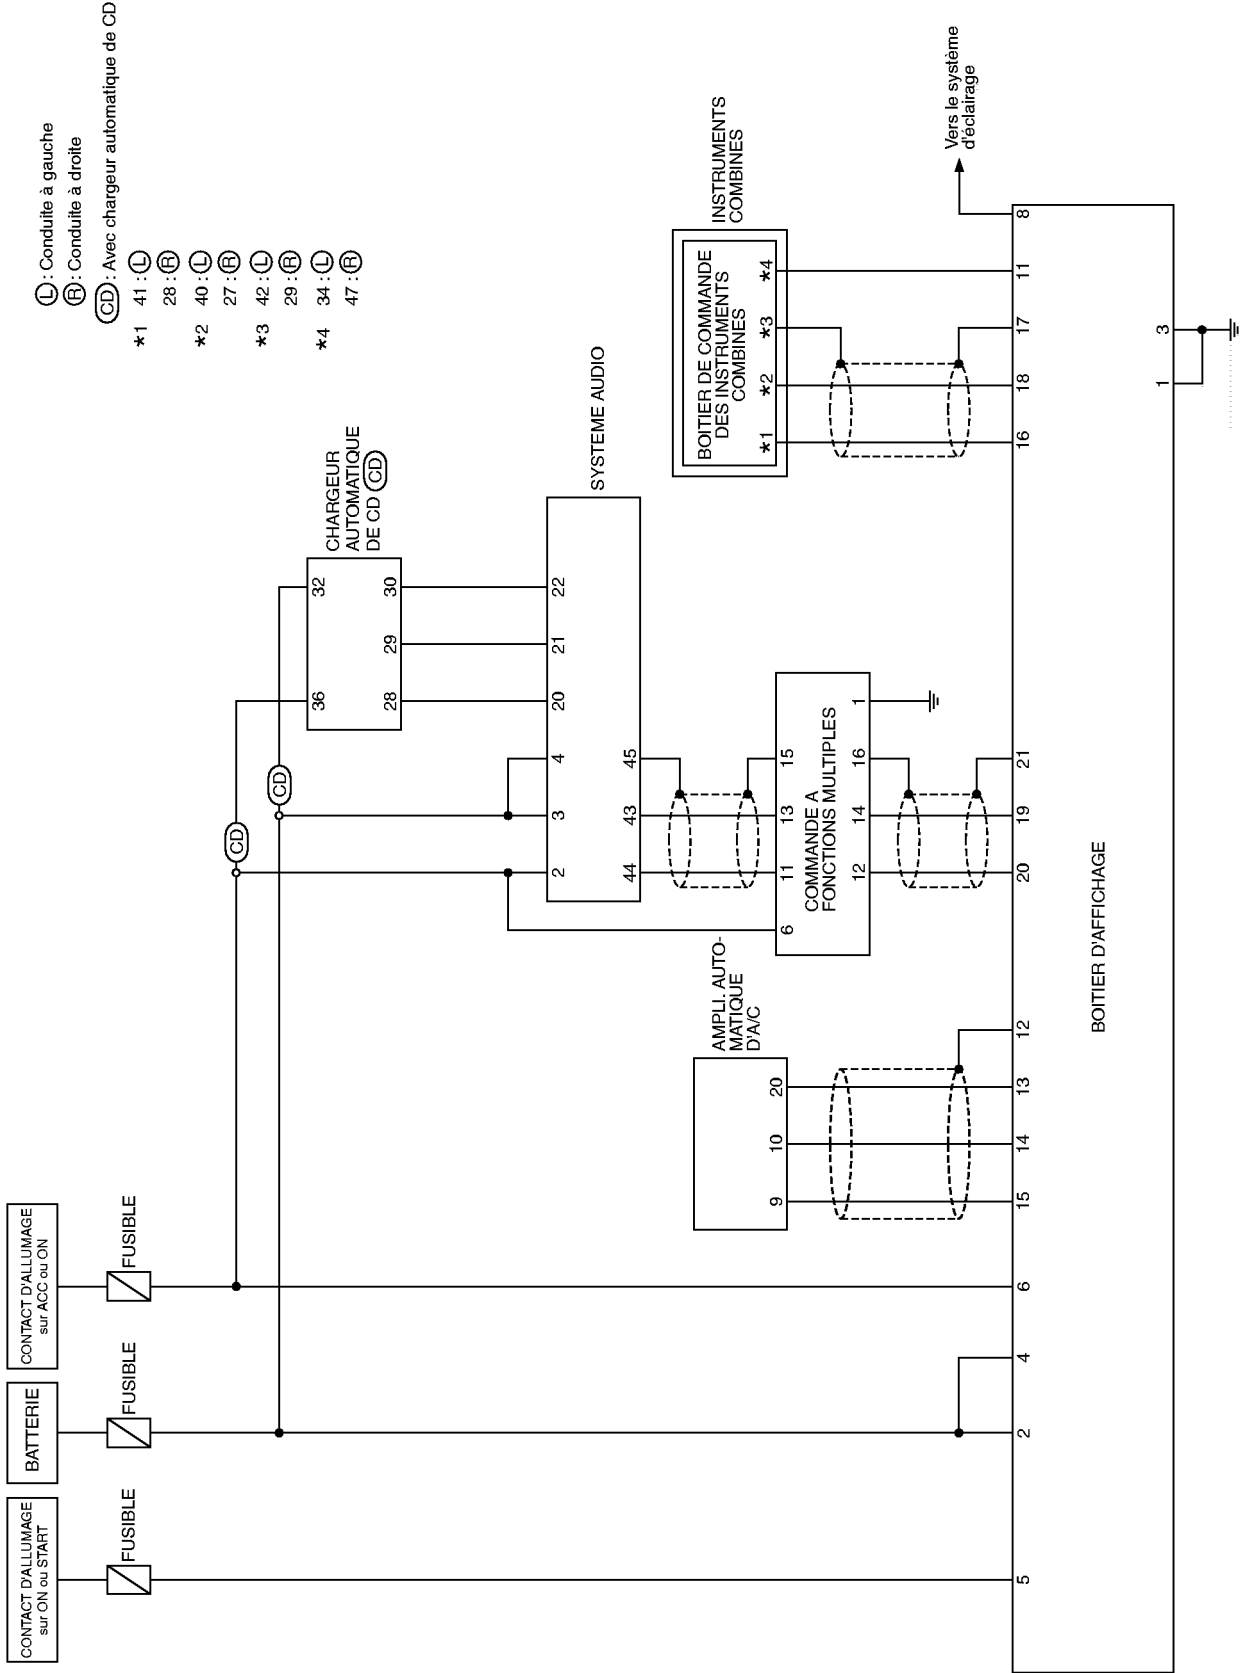 CONTACT D'ALLUMAGE
sur ON ou START
BATTERIE
CONTACT D'ALLUMAGE
sur ACC ou ON
FUSIBLE
FUSIBLE
FUSIBLE
L : Conduite à gauche
R : Conduite à droite
CD : Avec chargeur automatique de CD
*1 41 : L
28 : R
*2 40 : L
27 : R
*3 42 : L
29 : R
*4 34 : L
47 : R
CD
CD
CHARGEUR
AUTOMATIQUE
DE CD CD
36 32
28 29 30
SYSTEME AUDIO
2 3 4 20 21 22
44 43 45
AMPLI. AUTO-
MATIQUE
D'A/C
9 10 20
6 11 13 15
COMMANDE A
FONCTIONS MULTIPLES
12 14 16 1
INSTRUMENTS
COMBINES
BOITIER DE COMMANDE
DES INSTRUMENTS
COMBINES
*1 *2 *3 *4
Vers le système
d'éclairage
5 2 4 6 15 14 13 12 20 19 21 16 18 17 11 8
BOITIER D'AFFICHAGE
1 3